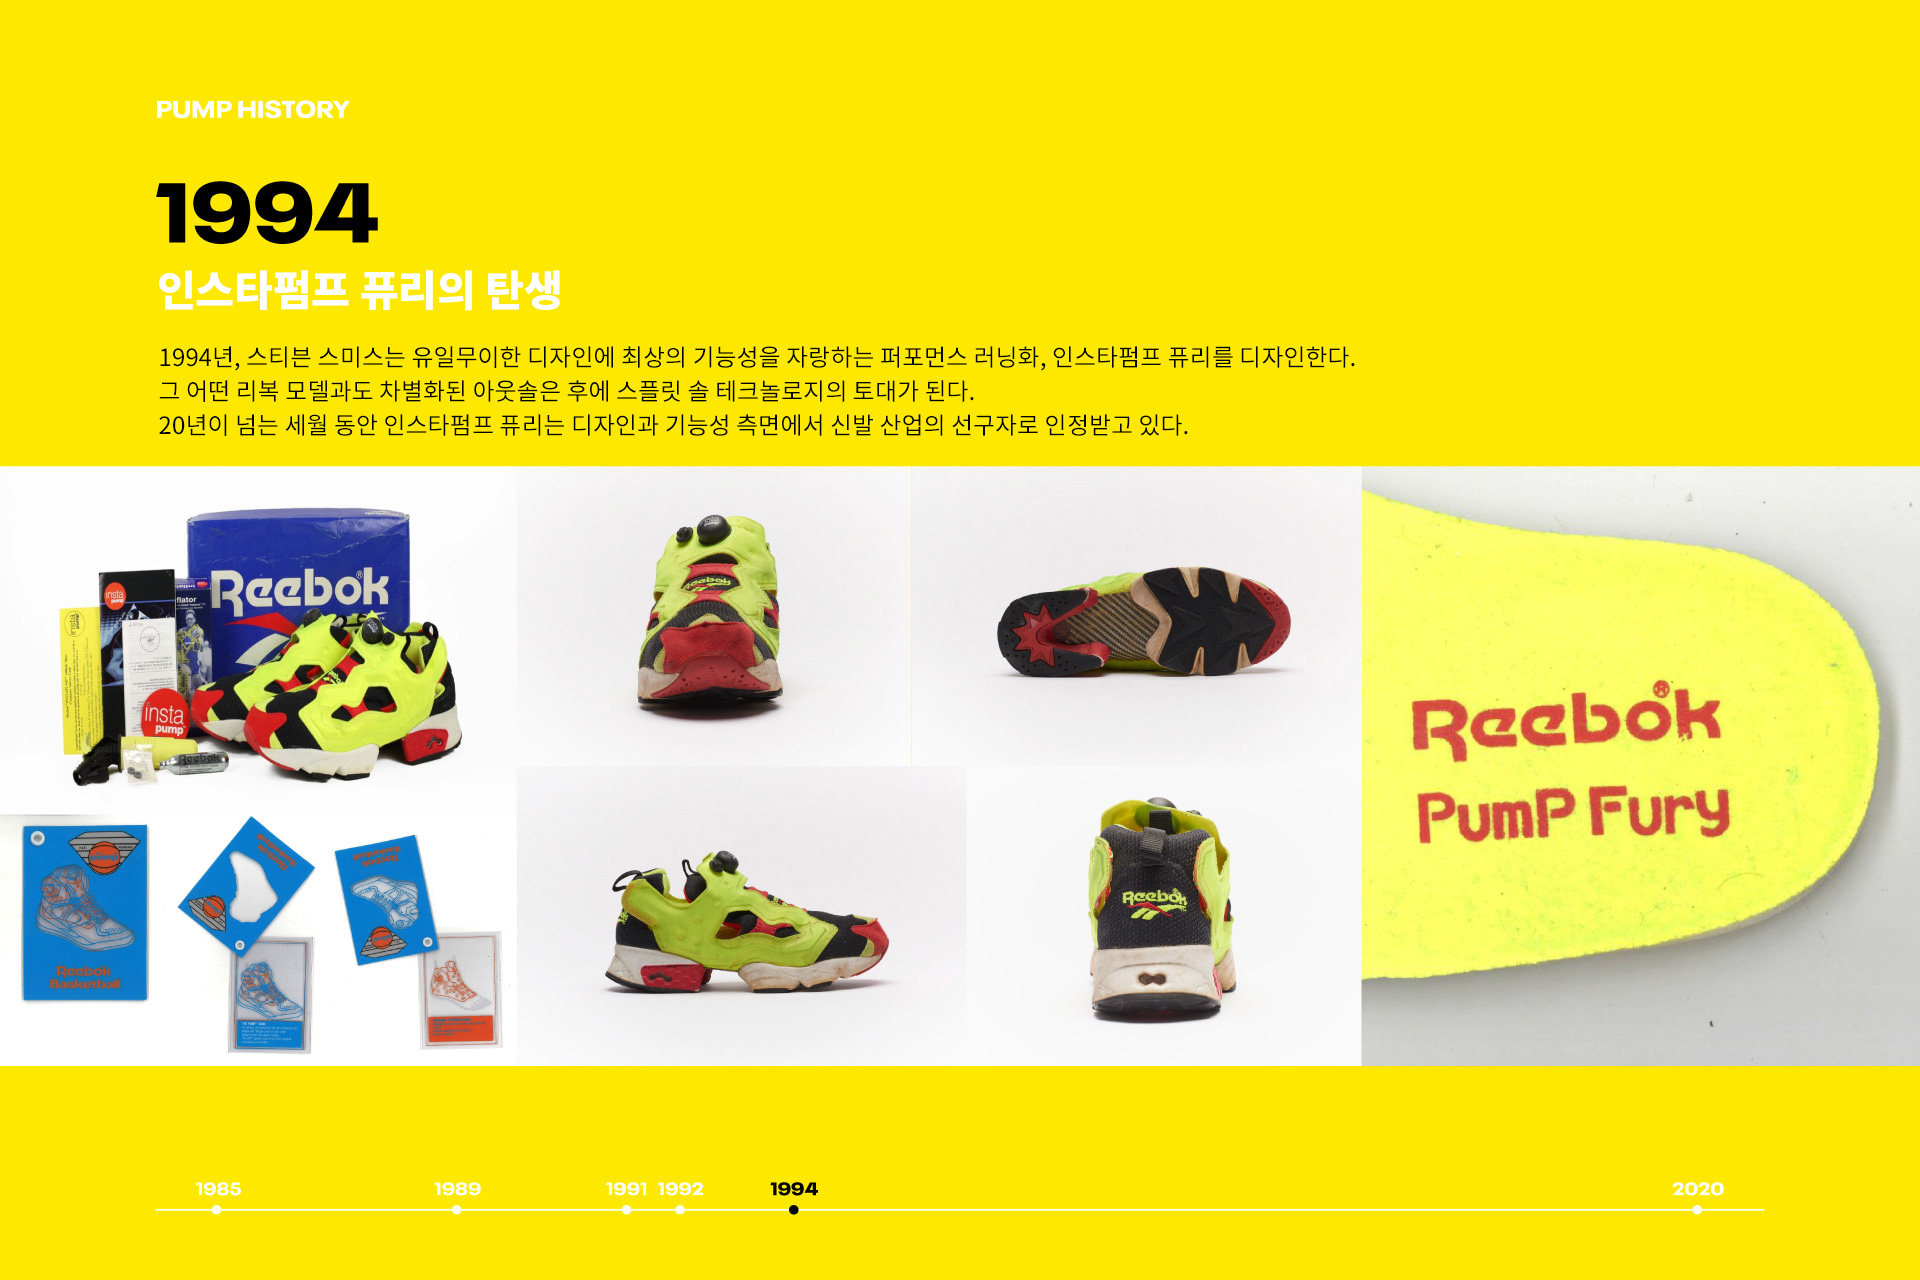 PUMP HISTORY
1994
인스타펌프 퓨리의 탄생
1994년, 스티븐 스미스는 유일무이한 디자인에 최상의 기능성을 자랑하는 퍼포먼스 러닝화, 인스타펌프 퓨리를 디자인한다.
그 어떤 리복 모델과도 차별화된 아웃솔은 후에 스플릿 솔 테크놀로지의 토대가 된다.
20년이 넘는 세월 동안 인스타펌프 퓨리는 디자인과 기능성 측면에서 신발 산업의 선구자로 인정받고 있다.
Reebok®
insta
pump
insta
pump™
Reebok
Reebok
Reebok
Reebok®
PumP Fury
Reebok
Basketball
1985
1989
1991
1992
1994
2020